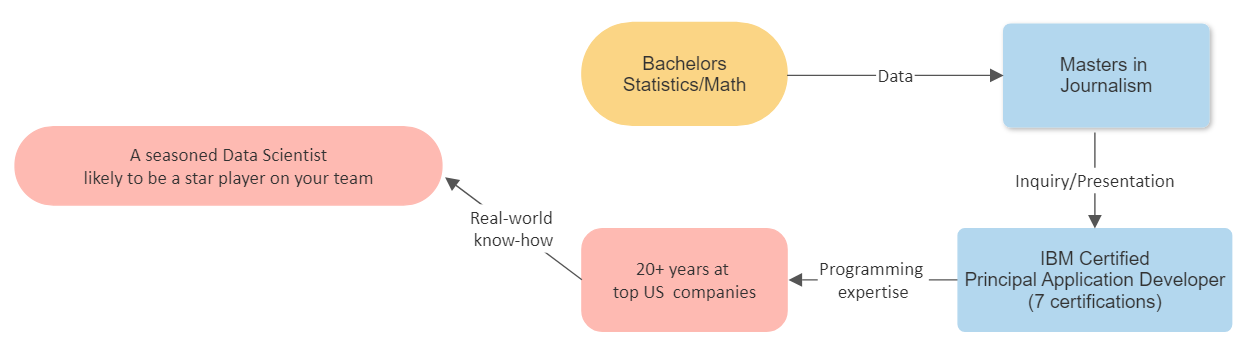 Bachelors
Statistics/Math
Data
Masters in
Journalism
Inquiry/Presentation
IBM Certified
Principal Application Developer
(7 certifications)
Programming
expertise
20+ years at
top US  companies
Real-world
know-how
A seasoned Data Scientist
likely to be a star player on your team